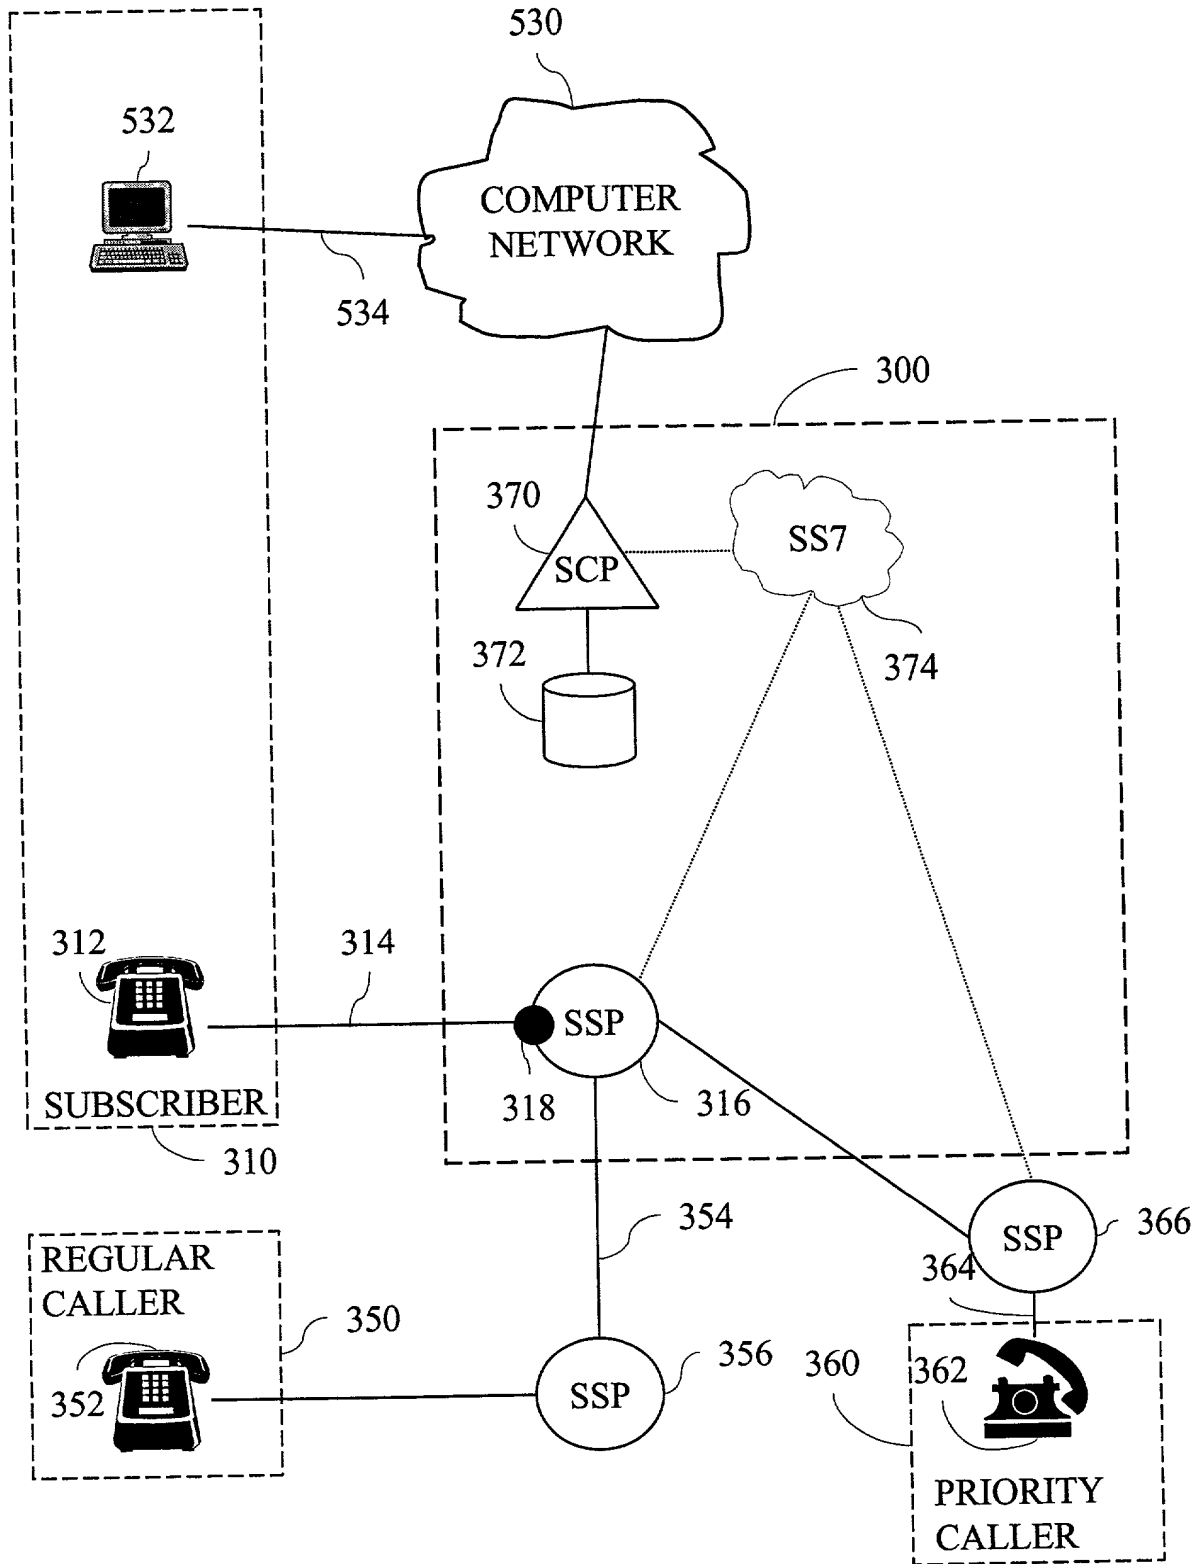 530
532
COMPUTER
NETWORK
534
300
370
SS7
SCP
372
374
312
314
SSP
SUBSCRIBER
318
316
310
354
SSP
366
REGULAR
CALLER
364
350
356
360
362
352
SSP
PRIORITY
CALLER